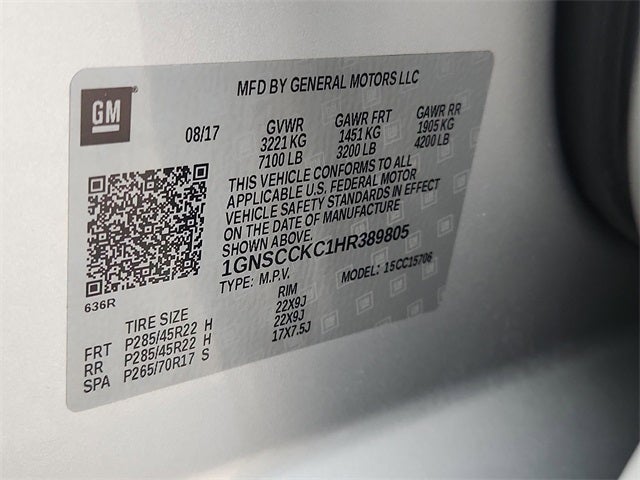 GM
MFD BY GENERAL MOTORS LLC
08/17 GVWR GAWR FRT GAWR RR
3221 KG 1451 KG 1905 KG
7100 LB 3200 LB 4200 LB
THIS VEHICLE CONFORMS TO ALL
APPLICABLE U.S. FEDERAL MOTOR
VEHICLE SAFETY STANDARDS IN EFFECT
ON THE DATE OF MANUFACTURE
SHOWN ABOVE.
1GNSCCKC1HR389805
TYPE: M.P.V. MODEL: 15CC15706
636R
TIRE SIZE RIM
FRT P285/45R22 H 22X9J
RR P285/45R22 H 22X9J
SPA P265/70R17 S 17X7.5J